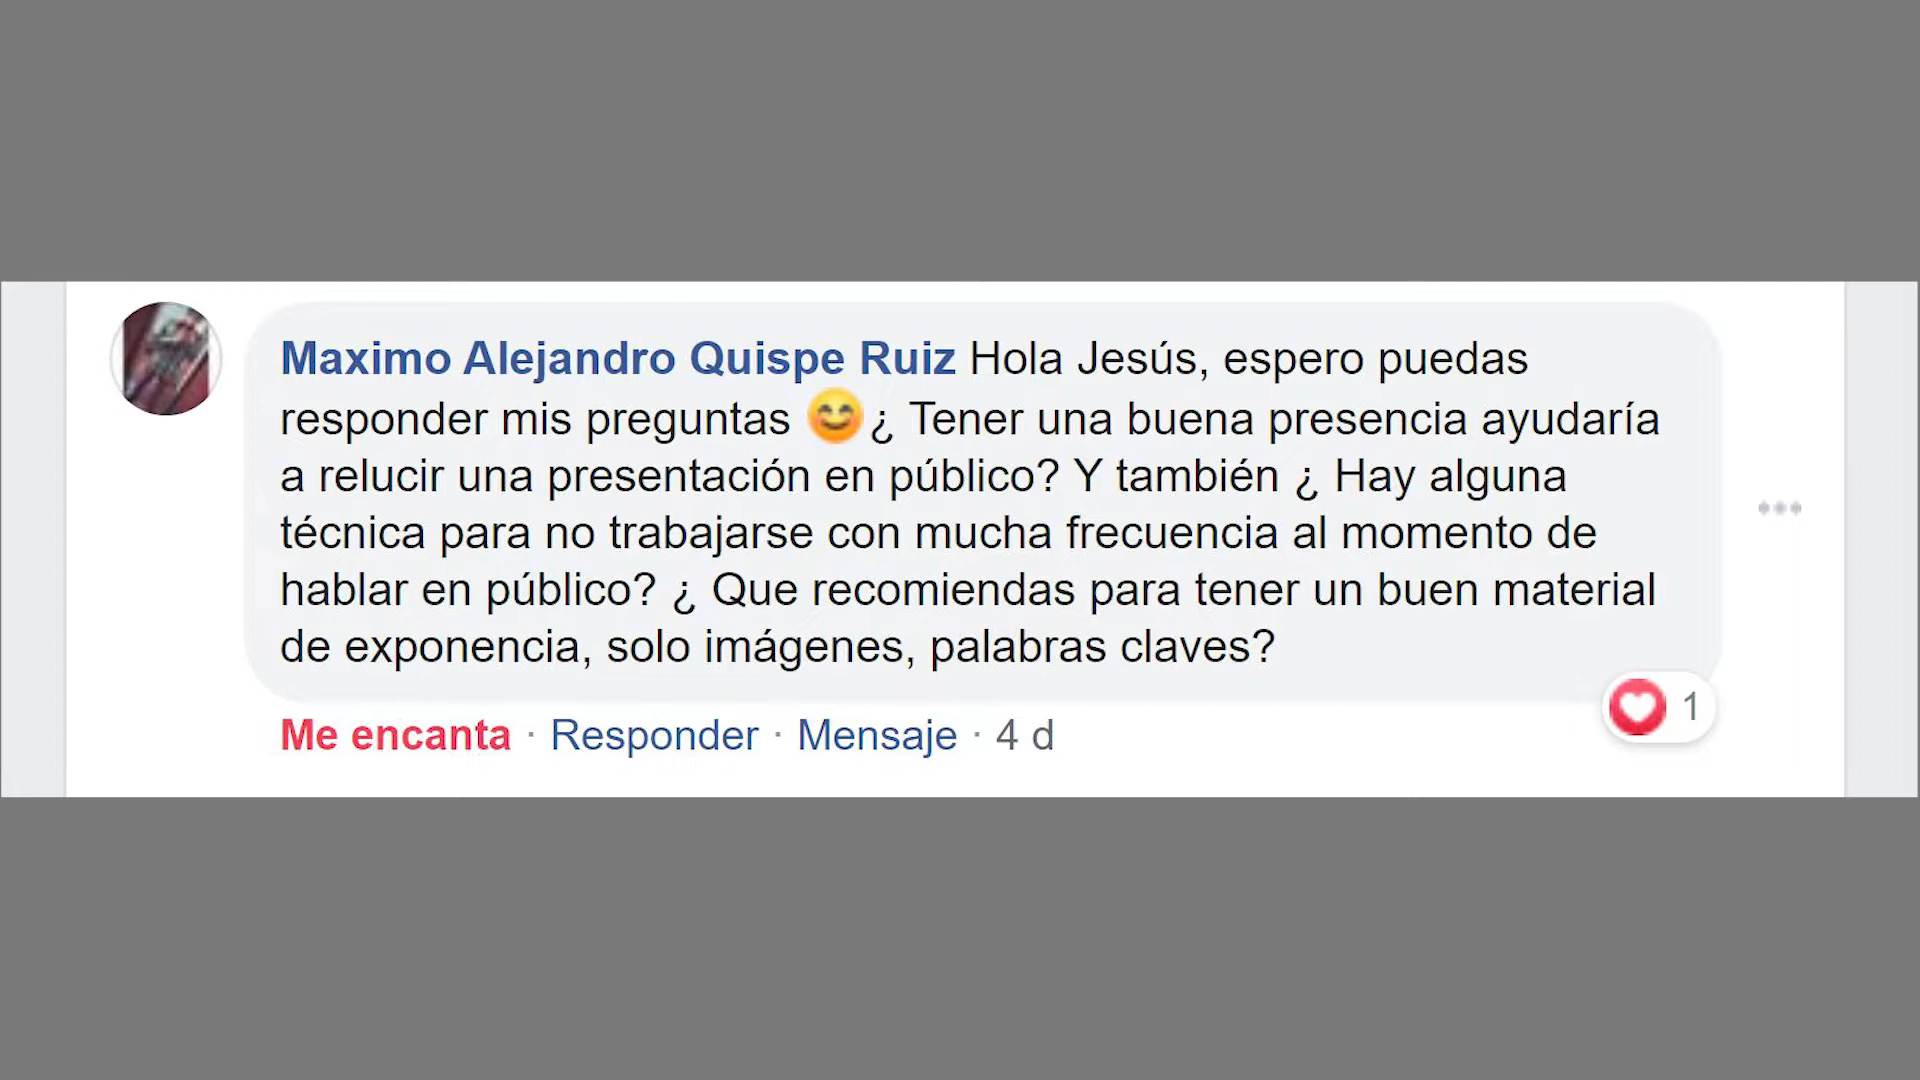 Maximo Alejandro Quispe Ruiz Hola Jesús, espero puedas
responder mis preguntas 😊¿ Tener una buena presencia ayudaría
a relucir una presentación en público? Y también ¿ Hay alguna
técnica para no trabajarse con mucha frecuencia al momento de
hablar en público? ¿ Que recomiendas para tener un buen material
de exponencia, solo imágenes, palabras claves?
1
Me encanta · Responder · Mensaje · 4 d